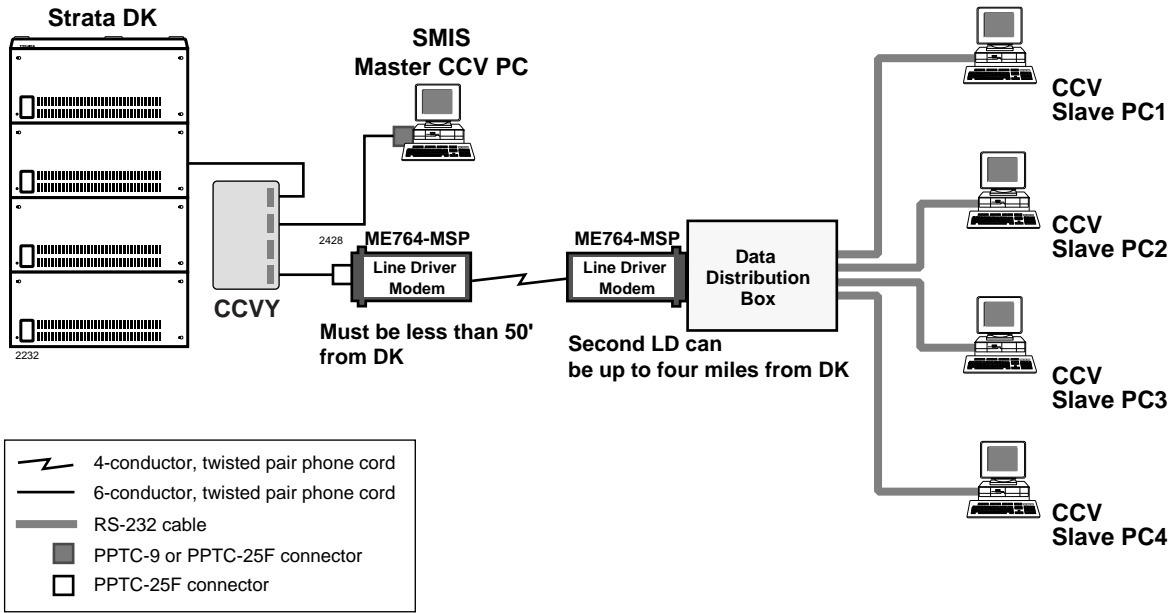 Strata DK
SMIS
Master CCV PC
CCV
Slave PC1
CCV
Slave PC2
2428
ME764-MSP
Line Driver
Modem
ME764-MSP
Line Driver
Modem
Data
Distribution
Box
CCVY
Must be less than 50'
from DK
Second LD can
be up to four miles from DK
2232
CCV
Slave PC3
CCV
Slave PC4
4-conductor, twisted pair phone cord
6-conductor, twisted pair phone cord
RS-232 cable
PPTC-9 or PPTC-25F connector
PPTC-25F connector